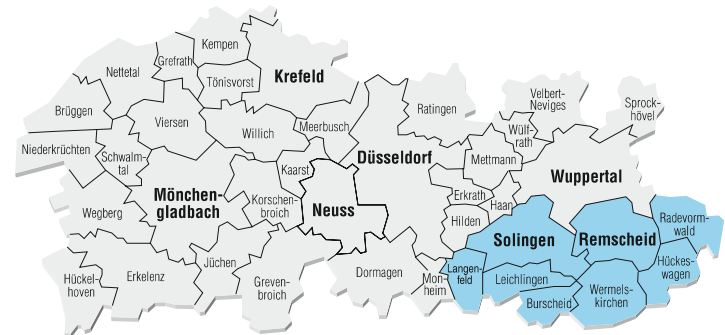 Kempen
Nettetal
Grefrath
Tönisvorst
Krefeld
Brüggen
Viersen
Willich
Meerbusch
Ratingen
Velbert-
Neviges
Sprock-
hövel
Wülf-
rath
Niederkrüchten
Schwalm-
tal
Kaarst
Düsseldorf
Mettmann
Wuppertal
Mönchen-
gladbach
Korschen-
broich
Neuss
Erkrath
Haan
Hilden
Wegberg
Solingen
Remscheid
Radevorm-
wald
Hückel-
hoven
Erkelenz
Jüchen
Greven-
broich
Dormagen
Mon-
heim
Langen-
feld
Leichlingen
Burscheid
Wermels-
kirchen
Hückes-
wagen